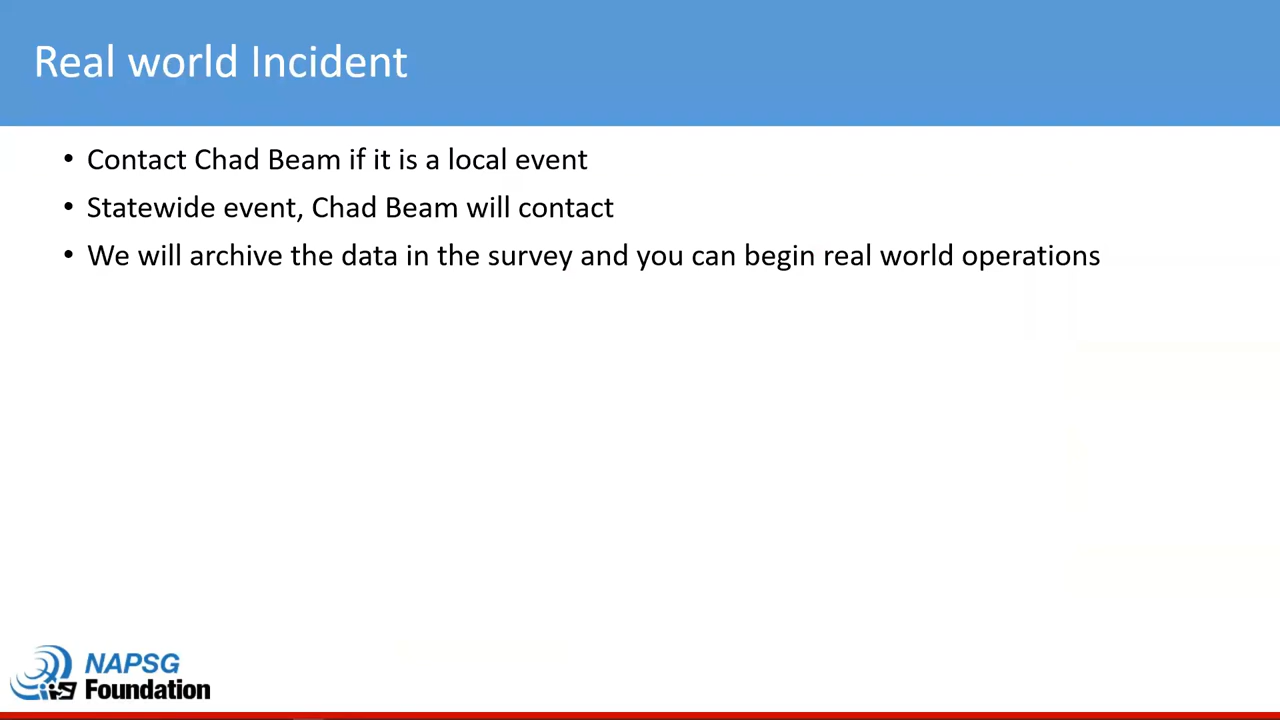 Real world Incident
• Contact Chad Beam if it is a local event
• Statewide event, Chad Beam will contact
• We will archive the data in the survey and you can begin real world operations
NAPSG
Foundation